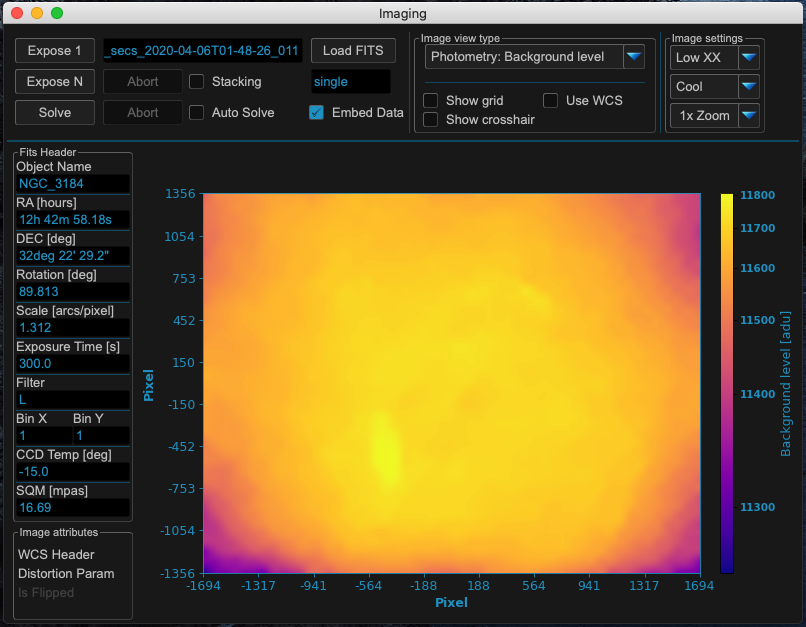 Imaging
Expose 1
_secs_2020-04-06T01-48-26_011
Load FITS
Expose N
Abort
Stacking
single
Solve
Abort
Auto Solve
Embed Data
Image view type
Photometry: Background level
Show grid
Use WCS
Show crosshair
Image settings
Low XX
Cool
1x Zoom
Fits Header
Object Name
NGC_3184
RA [hours]
12h 42m 58.18s
DEC [deg]
32deg 22' 29.2"
Rotation [deg]
89.813
Scale [arcs/pixel]
1.312
Exposure Time [s]
300.0
Filter
L
Bin X Bin Y
1 1
CCD Temp [deg]
-15.0
SQM [mpas]
16.69
Image attributes
WCS Header
Distortion Param
Is Flipped
Pixel
1356
1054
753
452
150
-150
-452
-753
-1054
-1356
-1694 -1317 -941 -564 -188 188 564 941 1317 1694
Pixel
11800
11700
11600
11500
11400
11300
Background level [adu]